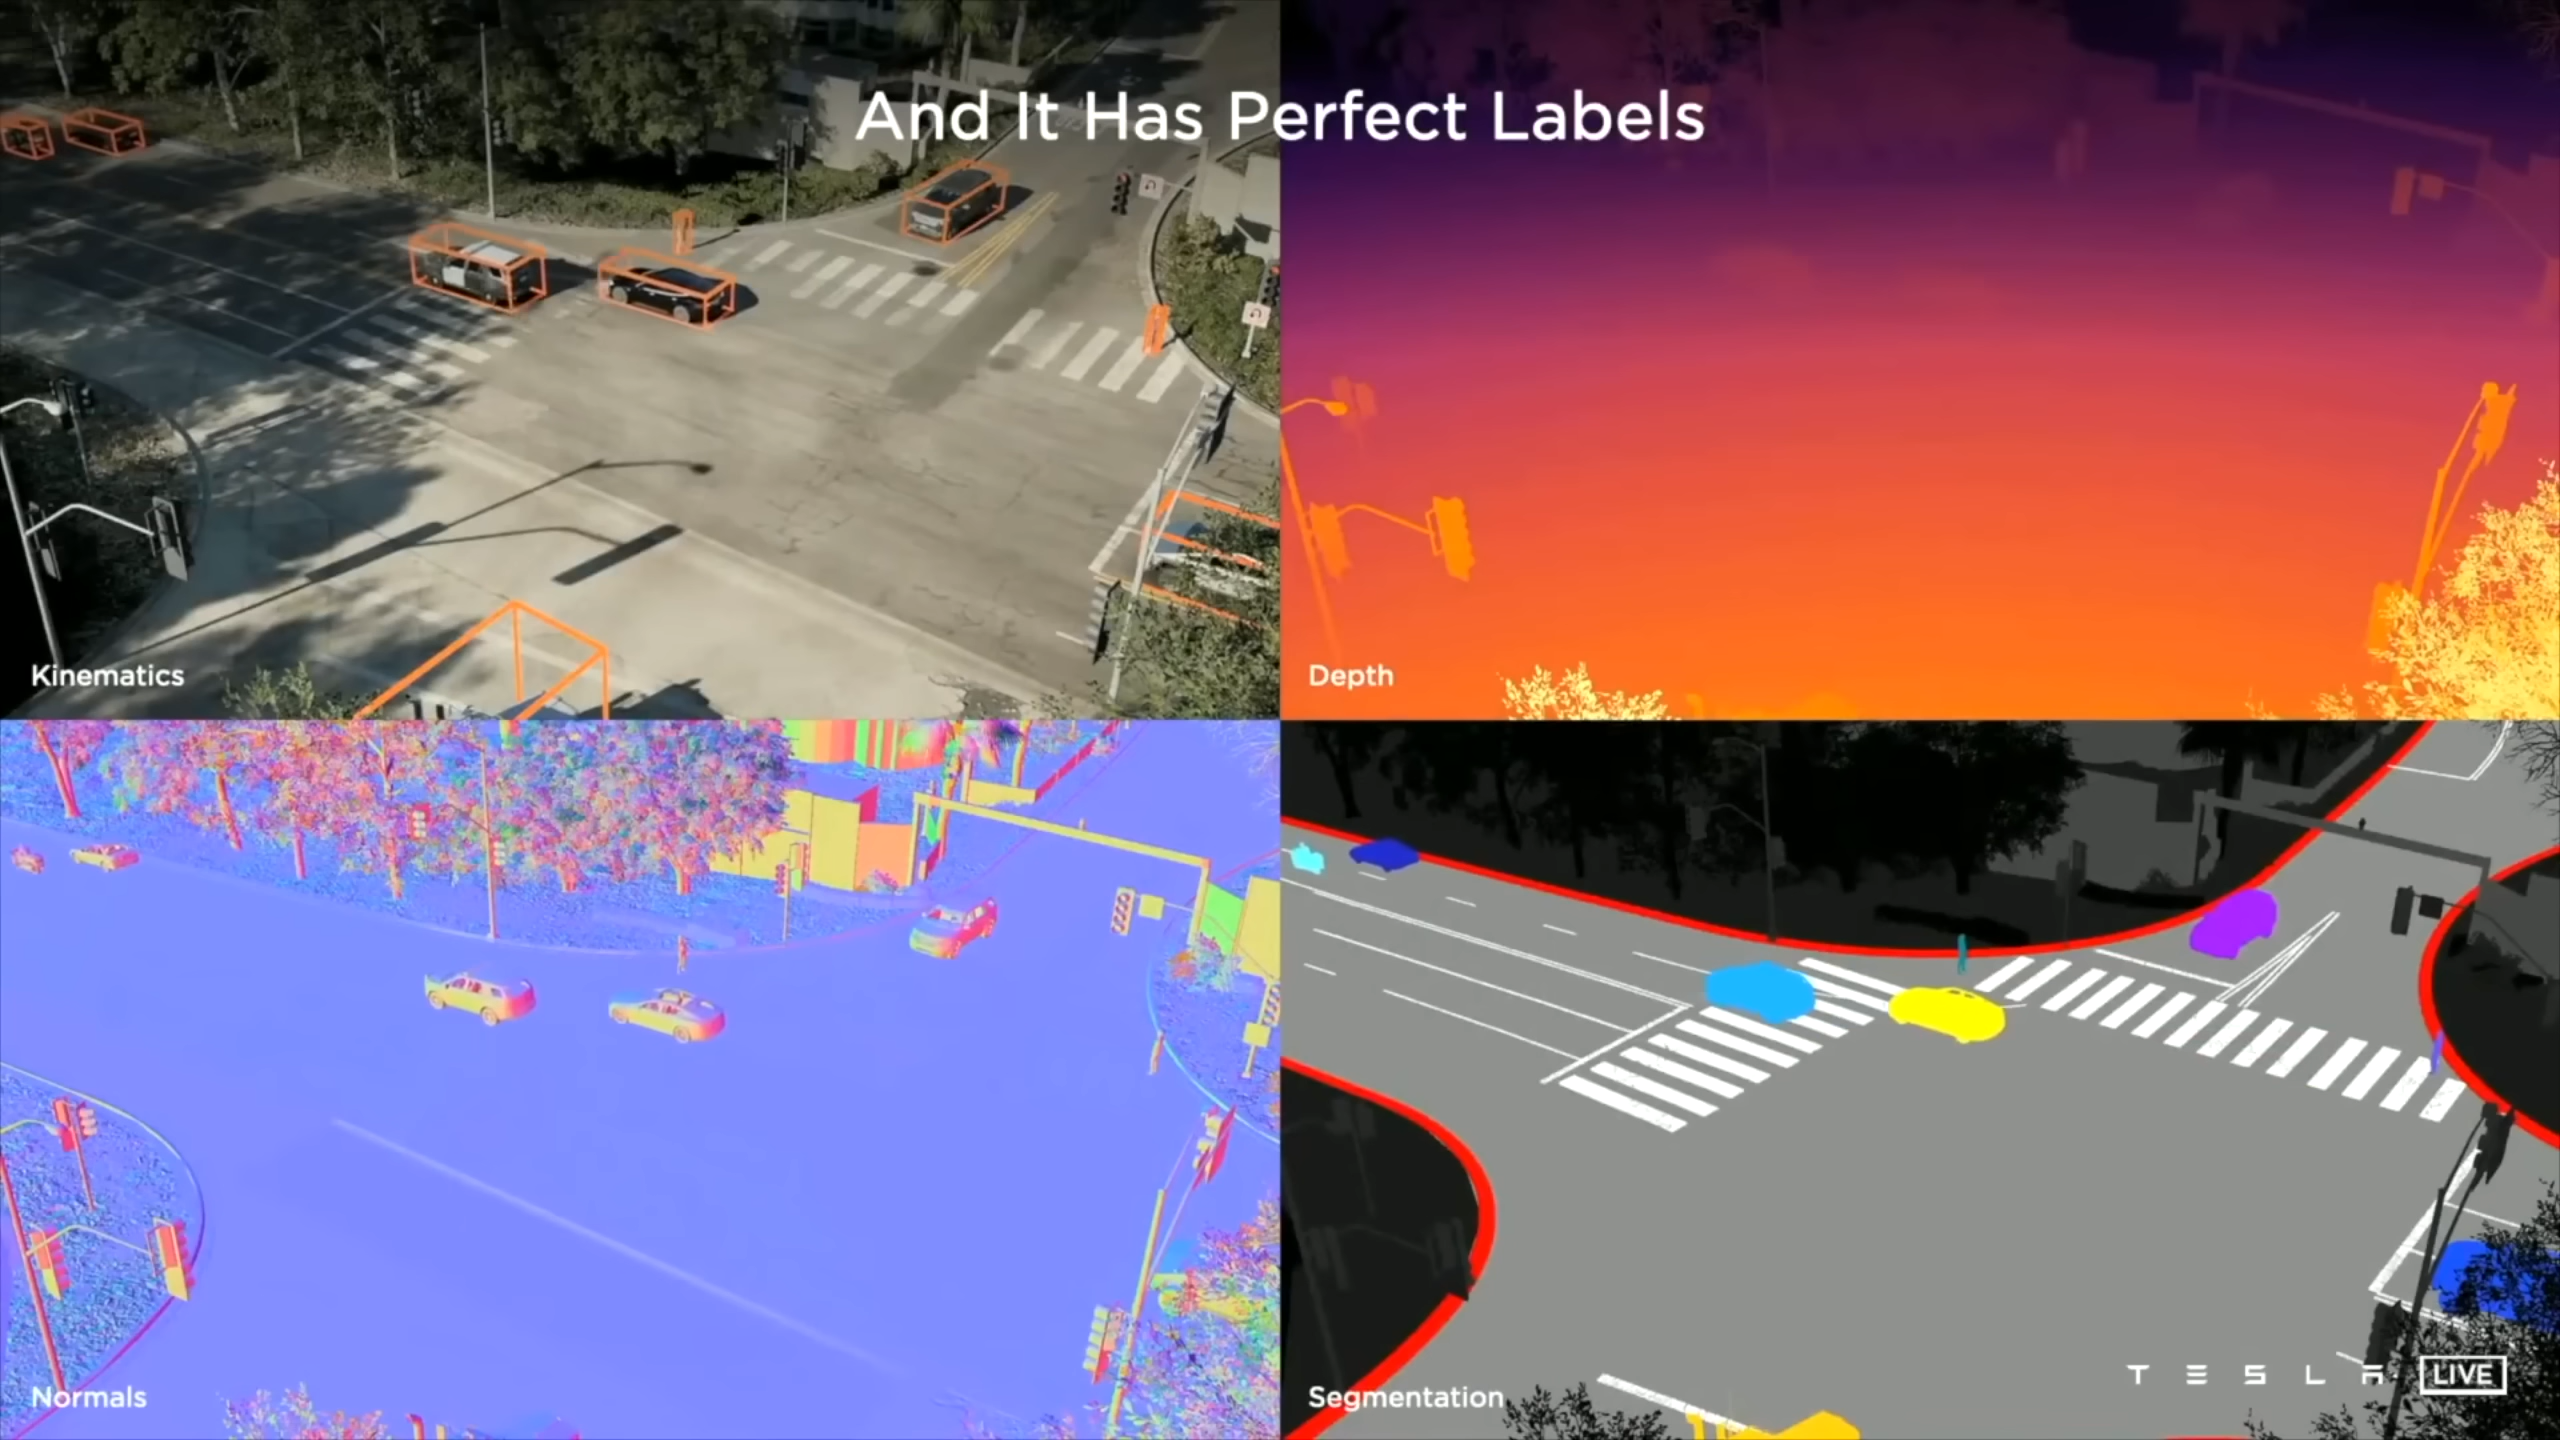 And It Has Perfect Labels
Kinematics
Depth
Normals
Segmentation
TESLA LIVE